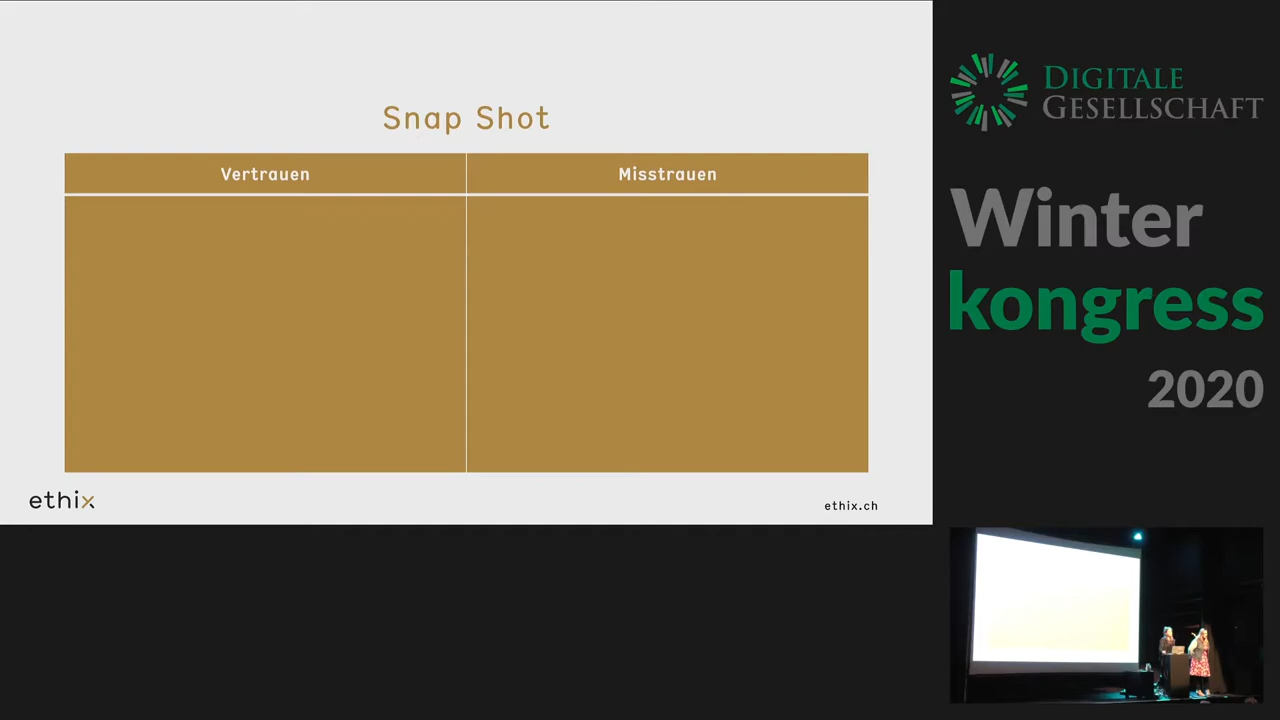 Snap Shot
Vertrauen
Misstrauen
ethix
ethix.ch
DIGITALE
GESELLSCHAFT
Winter
kongress
2020